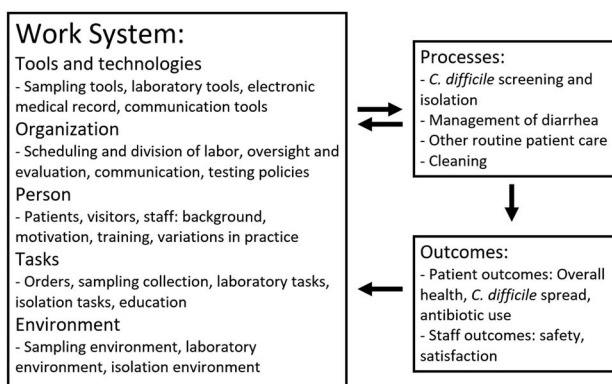 Work System:
Tools and technologies
- Sampling tools, laboratory tools, electronic
medical record, communication tools
Organization
- Scheduling and division of labor, oversight and
evaluation, communication, testing policies
Person
- Patients, visitors, staff: background,
motivation, training, variations in practice
Tasks
- Orders, sampling collection, laboratory tasks,
isolation tasks, education
Environment
- Sampling environment, laboratory
environment, isolation environment
Processes:
- C. difficile screening and
isolation
- Management of diarrhea
- Other routine patient care
- Cleaning
Outcomes:
- Patient outcomes: Overall
health, C. difficile spread,
antibiotic use
- Staff outcomes: safety,
satisfaction